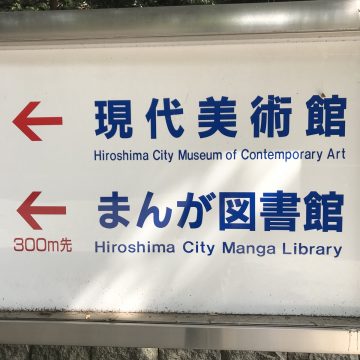 ← 現代美術館
Hiroshima City Museum of Contemporary Art
← まんが図書館
300m先 Hiroshima City Manga Library